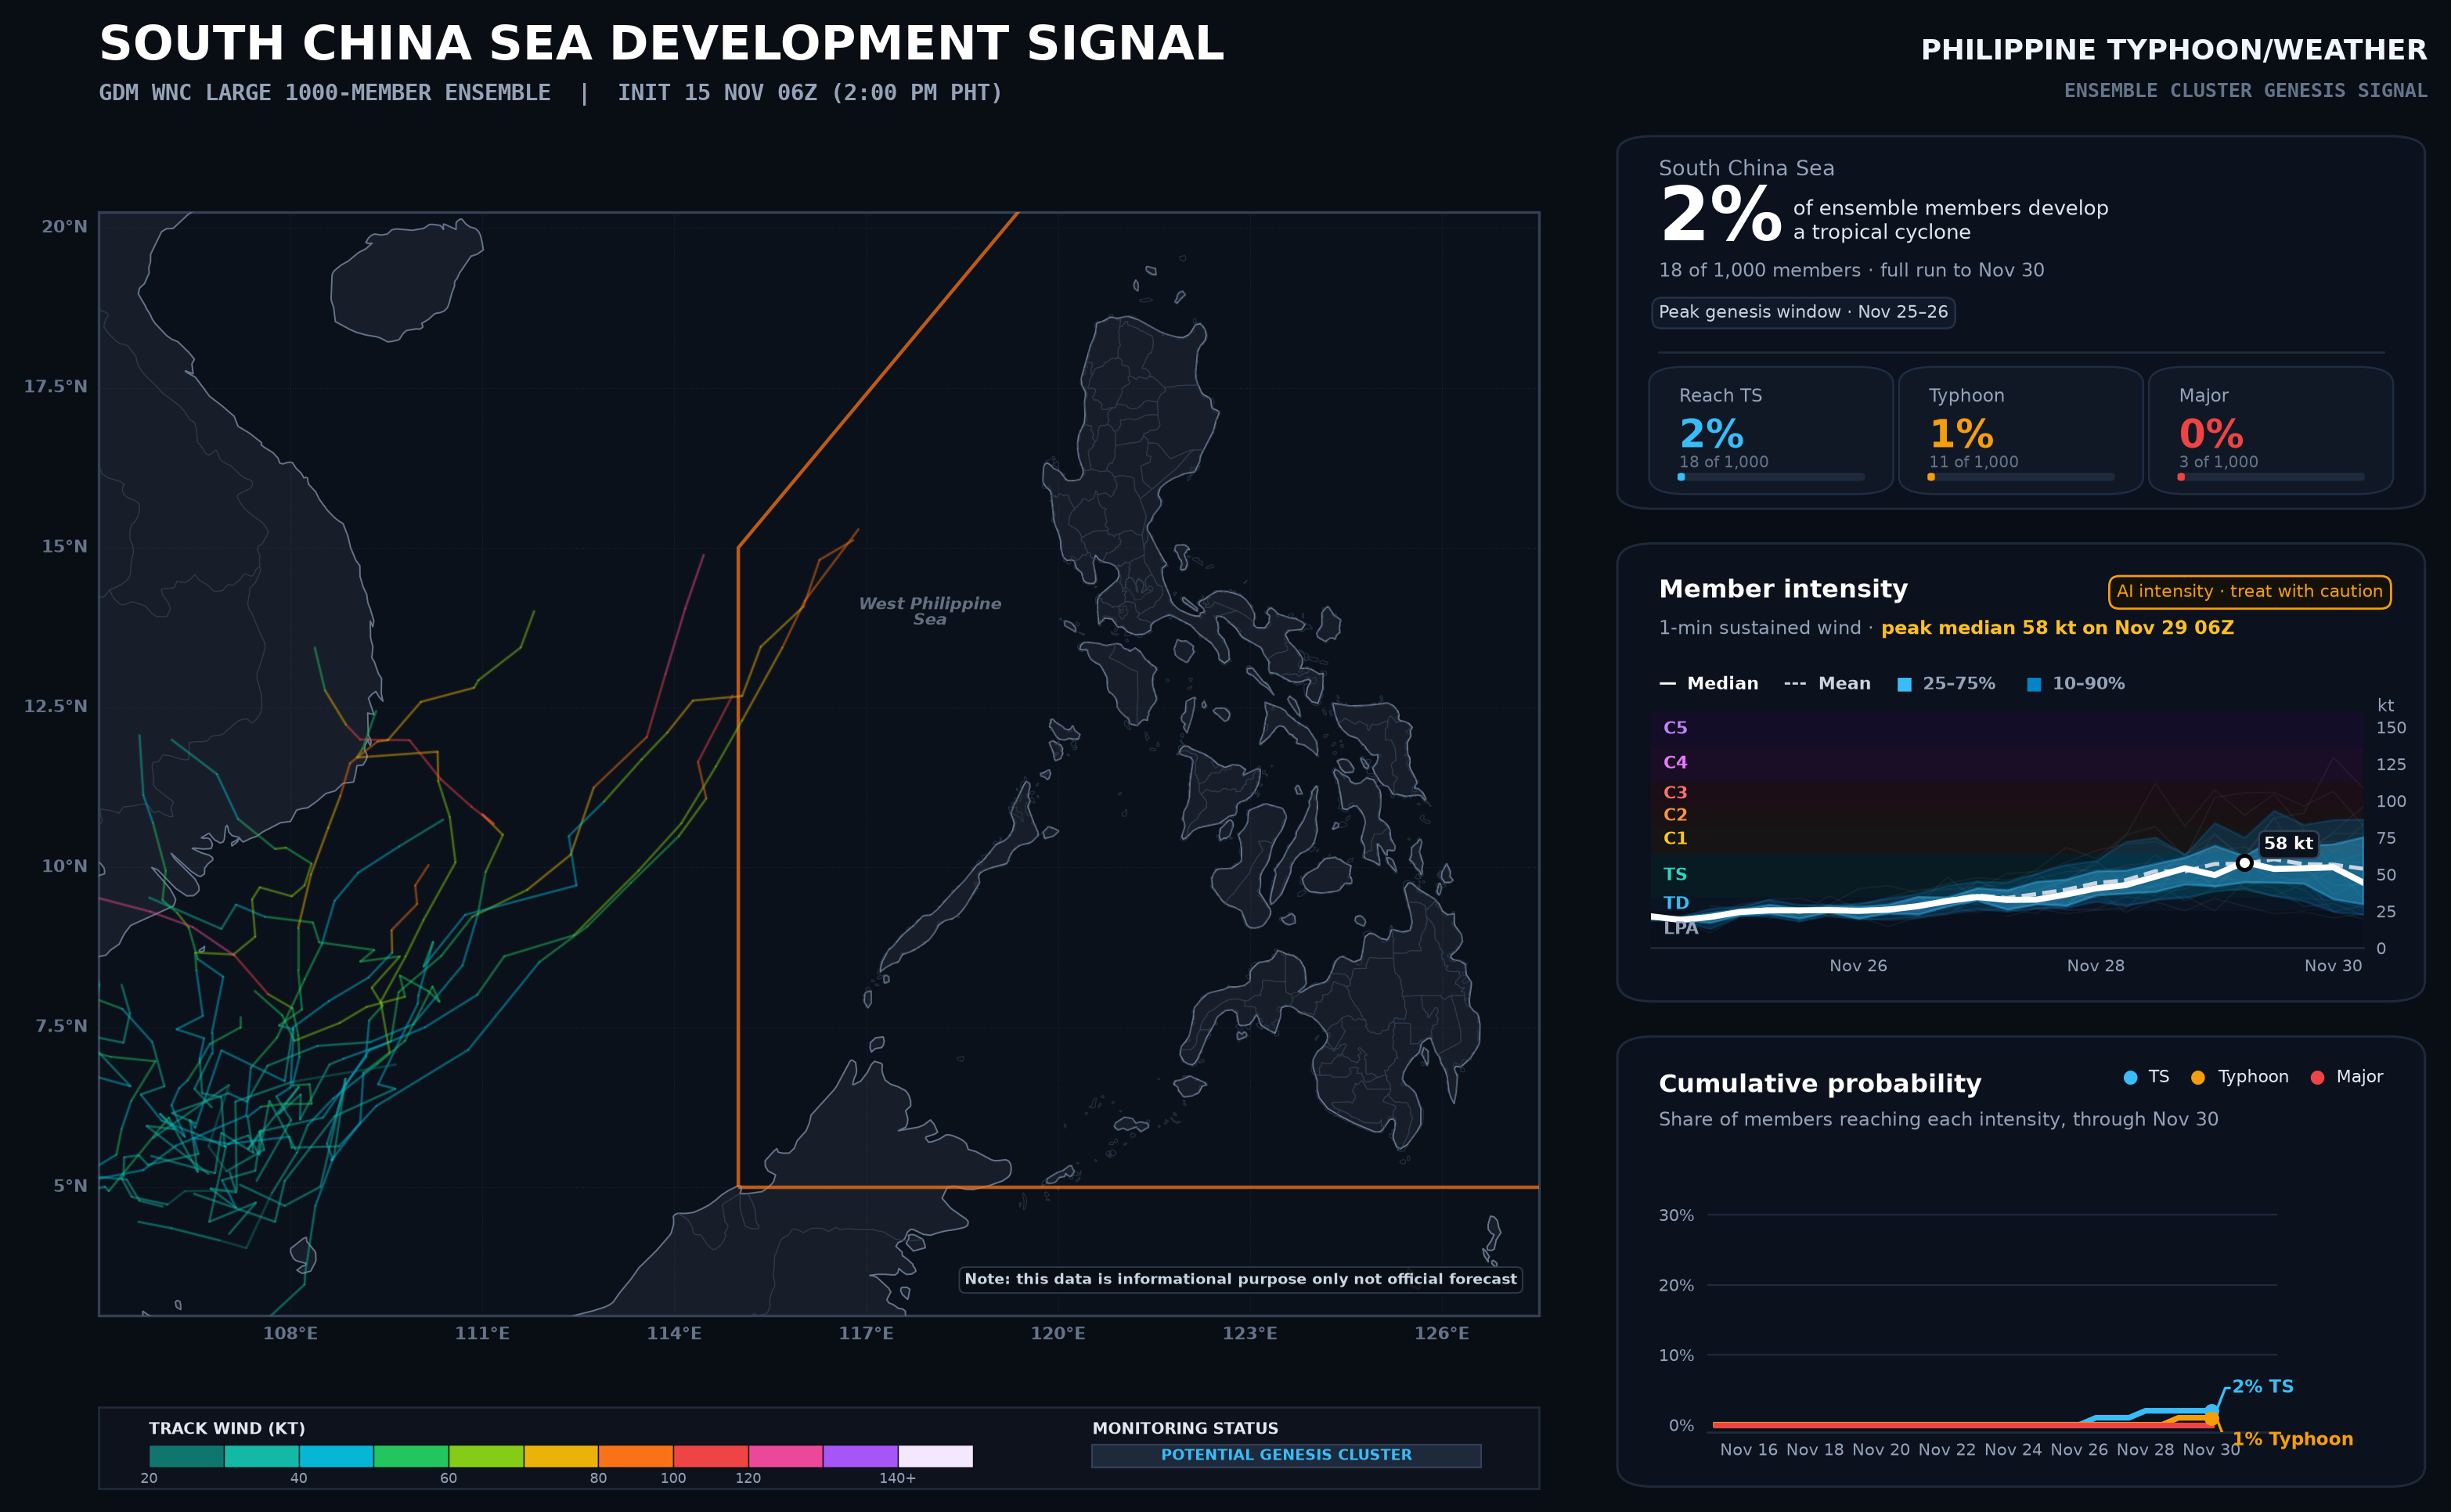 SOUTH CHINA SEA DEVELOPMENT SIGNAL
GDM WNC LARGE 1000-MEMBER ENSEMBLE | INIT 15 NOV 06Z (2:00 PM PHT)
PHILIPPINE TYPHOON/WEATHER
ENSEMBLE CLUSTER GENESIS SIGNAL
20°N
17.5°N
15°N
12.5°N
10°N
7.5°N
5°N
West Philippine
Sea
Note: this data is informational purpose only not official forecast
108°E 111°E 114°E 117°E 120°E 123°E 126°E
TRACK WIND (KT)
20 40 60 80 100 120 140+
MONITORING STATUS
POTENTIAL GENESIS CLUSTER
South China Sea
2% of ensemble members develop
a tropical cyclone
18 of 1,000 members · full run to Nov 30
Peak genesis window · Nov 25–26
Reach TS
2%
18 of 1,000
Typhoon
1%
11 of 1,000
Major
0%
3 of 1,000
Member intensity
AI intensity · treat with caution
1-min sustained wind · peak median 58 kt on Nov 29 06Z
Median Mean 25–75% 10–90%
kt
C5
C4
C3
C2
C1
TS
TD
LPA
150
125
100
75
50
25
0
58 kt
Nov 26 Nov 28 Nov 30
Cumulative probability
TS Typhoon Major
Share of members reaching each intensity, through Nov 30
30%
20%
10%
0%
2% TS
1% Typhoon
Nov 16 Nov 18 Nov 20 Nov 22 Nov 24 Nov 26 Nov 28 Nov 30